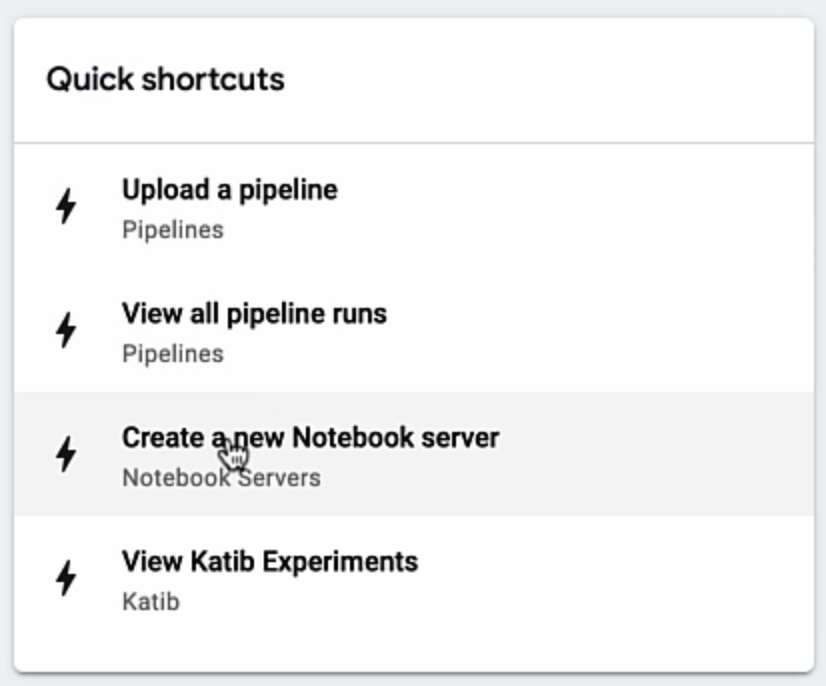 Quick shortcuts
Upload a pipeline
Pipelines
View all pipeline runs
Pipelines
Create a new Notebook server
Notebook Servers
View Katib Experiments
Katib